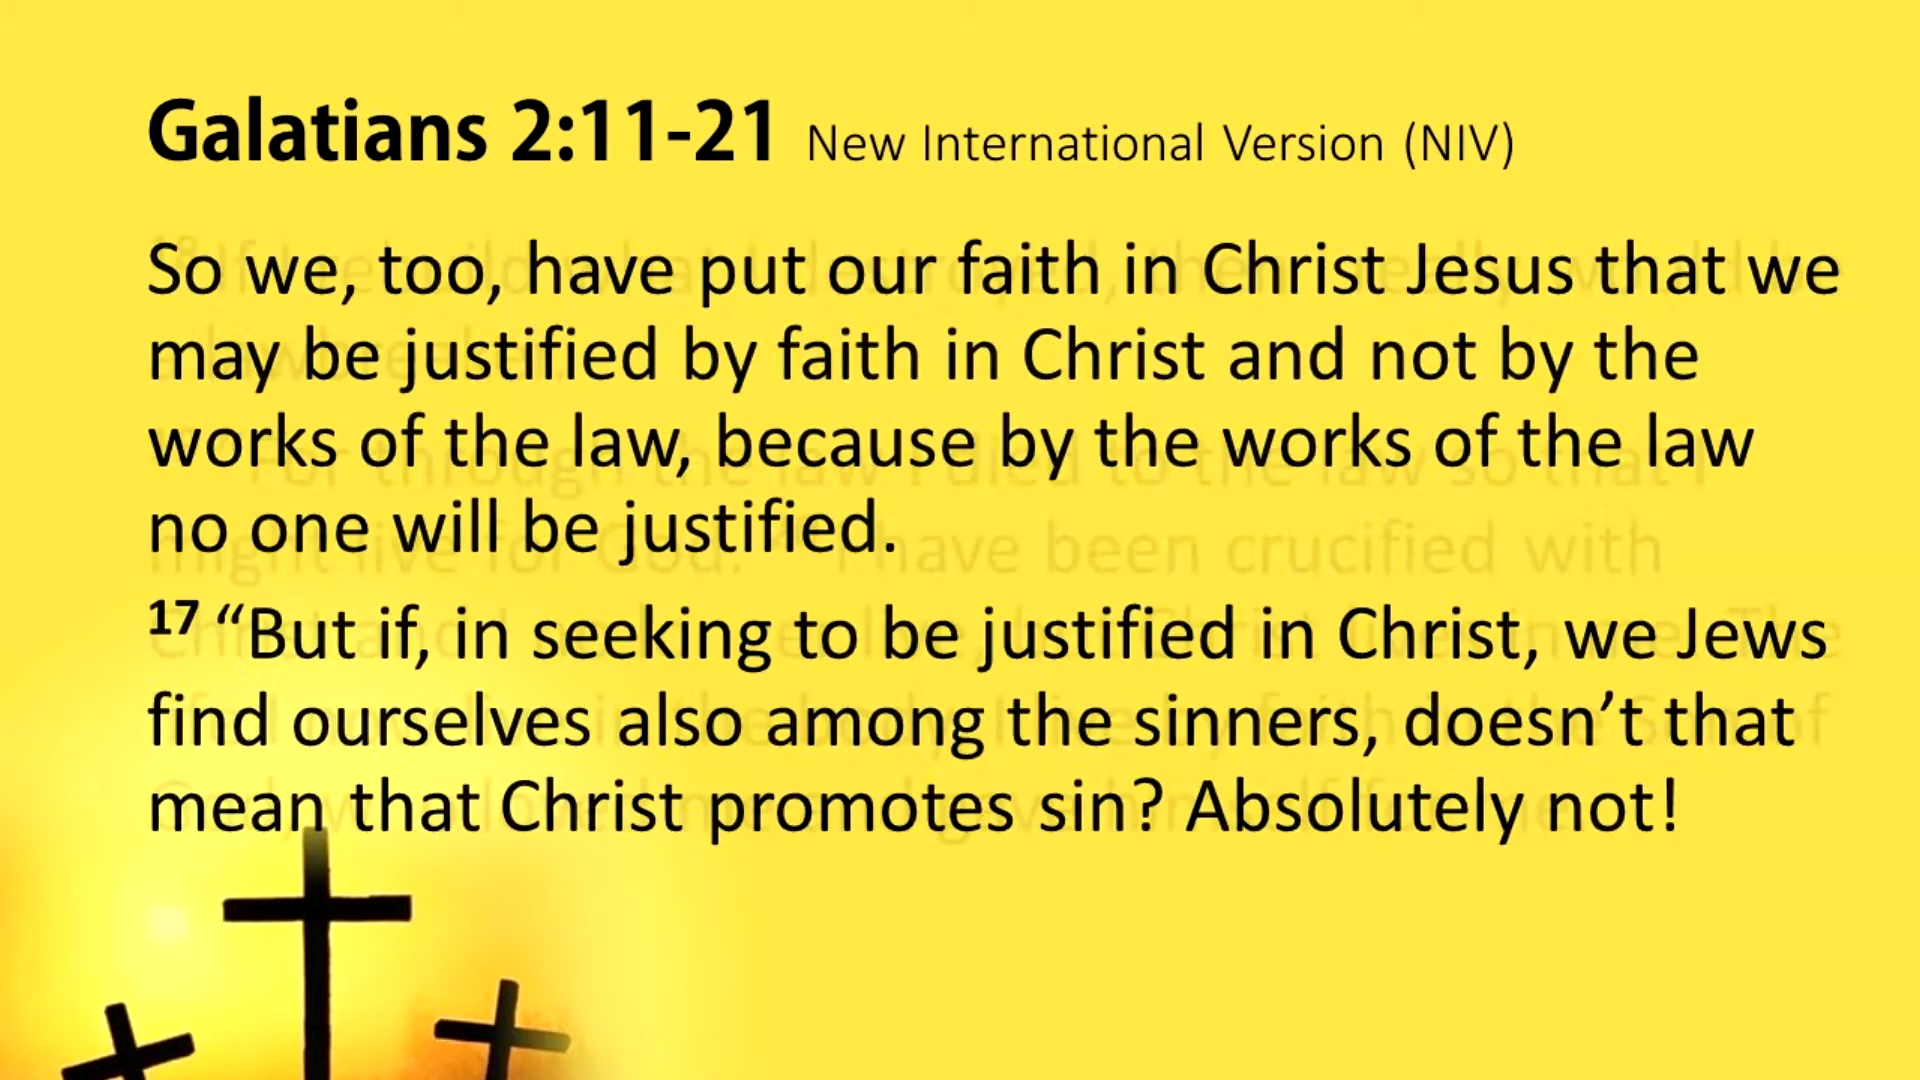 Galatians 2:11-21 New International Version (NIV)
So we, too, have put our faith in Christ Jesus that we
may be justified by faith in Christ and not by the
works of the law, because by the works of the law
no one will be justified.
17 “But if, in seeking to be justified in Christ, we Jews
find ourselves also among the sinners, doesn’t that
mean that Christ promotes sin? Absolutely not!